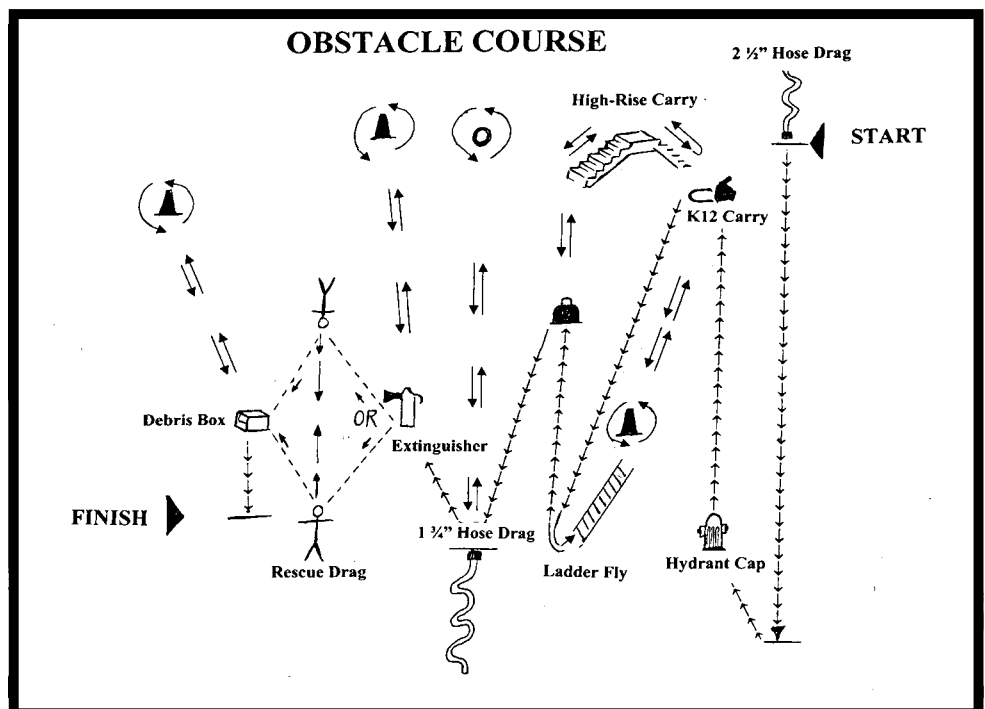 OBSTACLE COURSE
2 ½” Hose Drag
High-Rise Carry
START
K12 Carry
Debris Box
OR
Extinguisher
FINISH
1 ¾” Hose Drag
Rescue Drag
Ladder Fly
Hydrant Cap